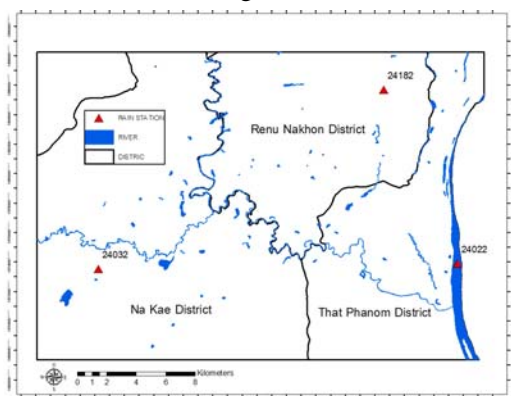 24182
RAIN STATION
RIVER
DISTRIC
Renu Nakhon District
24032
24022
Na Kae District
That Phanom District
0 1 2 4 6 8 Kilometers